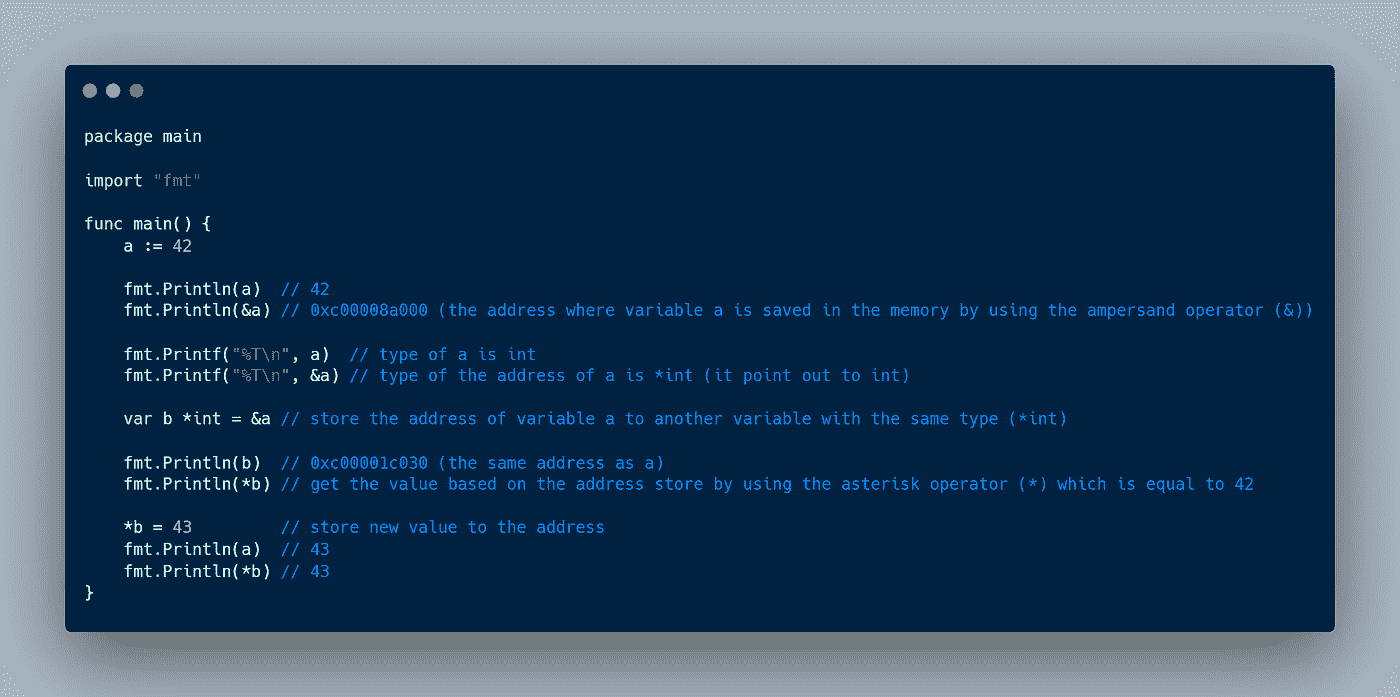 package main
import "fmt"
func main() {
a := 42
fmt.Println(a) // 42
fmt.Println(&a) // 0xc00008a000 (the address where variable a is saved in the memory by using the ampersand operator (&))
fmt.Printf("%T\n", a) // type of a is int
fmt.Printf("%T\n", &a) // type of the address of a is *int (it point out to int)
var b *int = &a // store the address of variable a to another variable with the same type (*int)
fmt.Println(b) // 0xc00001c030 (the same address as a)
fmt.Println(*b) // get the value based on the address store by using the asterisk operator (*) which is equal to 42
*b = 43 // store new value to the address
fmt.Println(a) // 43
fmt.Println(*b) // 43
}